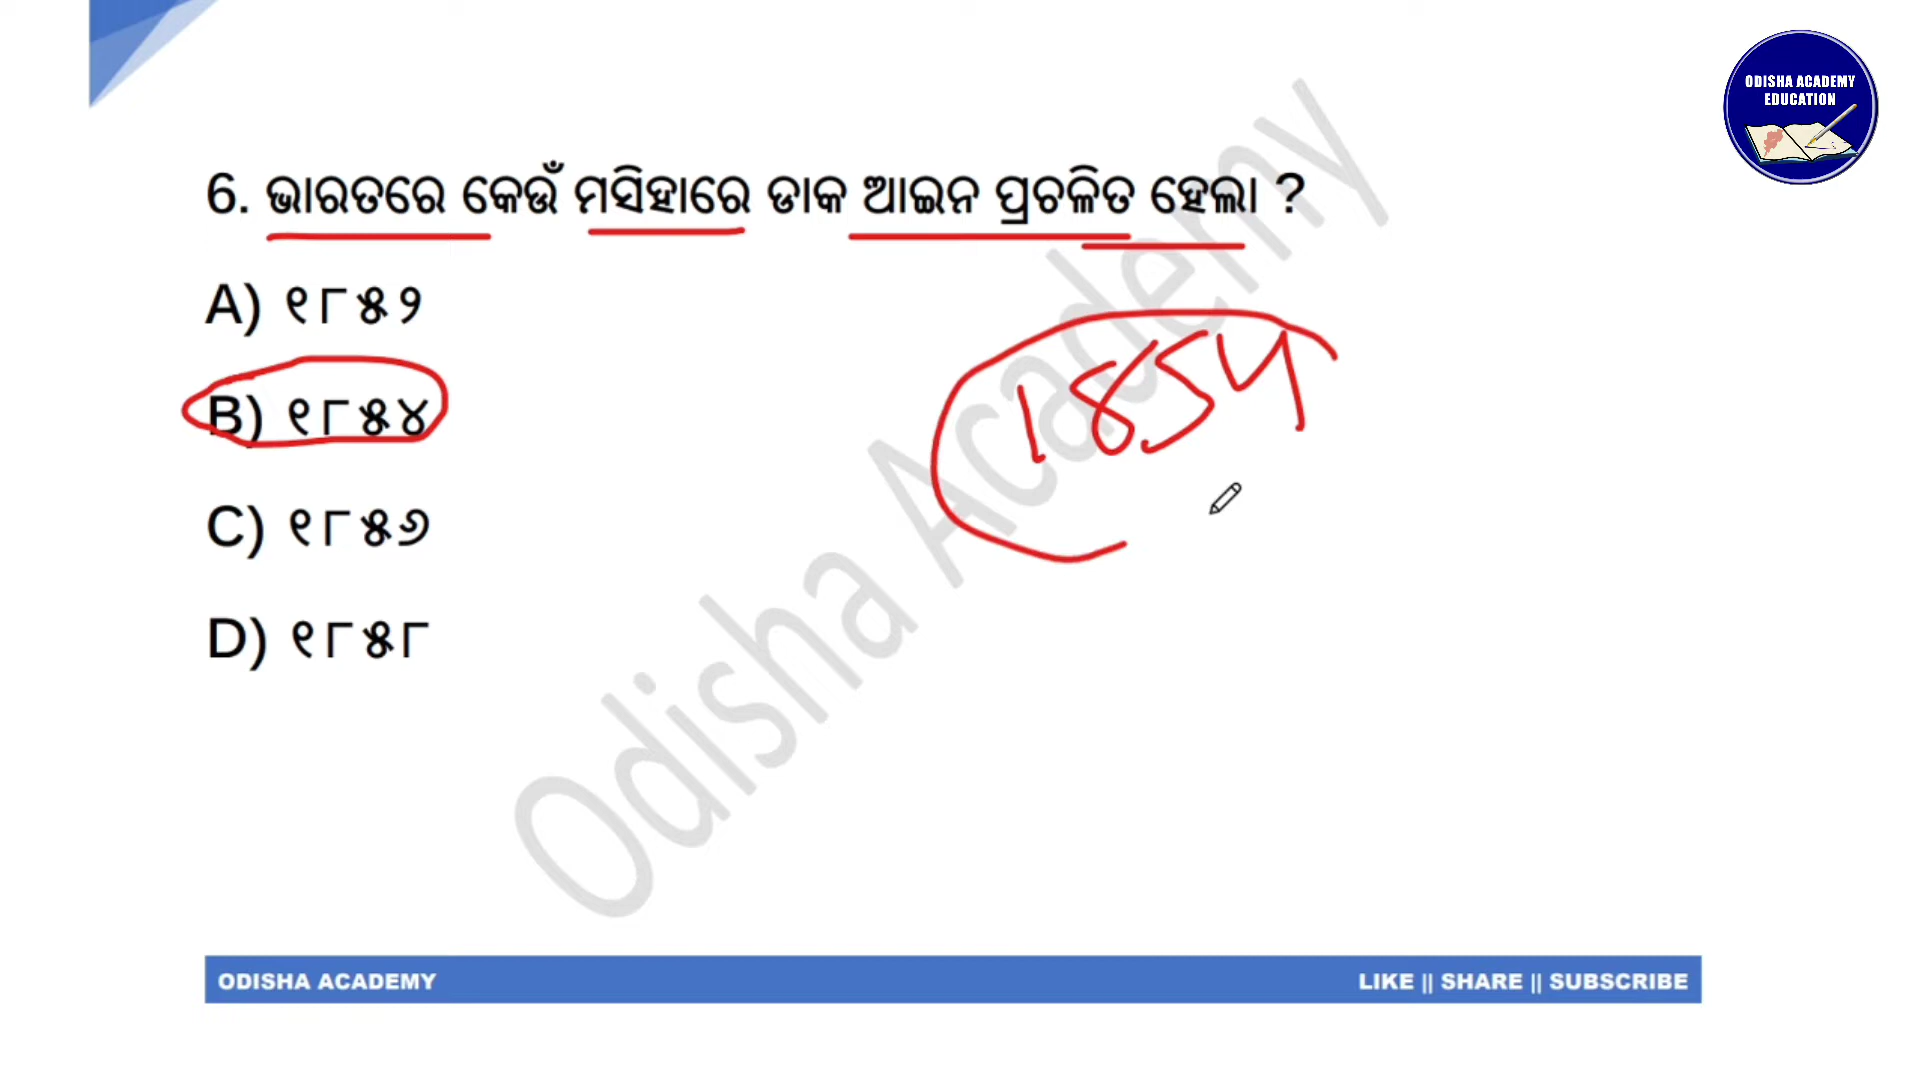 ODISHA ACADEMY
EDUCATION
6. ଭାରତରେ କେଉଁ ମସିହାରେ ଡାକ ଆଇନ ପ୍ରଚଳିତ ହେଲା ?
A) ୧୮୫୨
B) ୧୮୫୪
C) ୧୮୫୬
D) ୧୮୫୮
1854
Odisha Academy
ODISHA ACADEMY
LIKE || SHARE || SUBSCRIBE